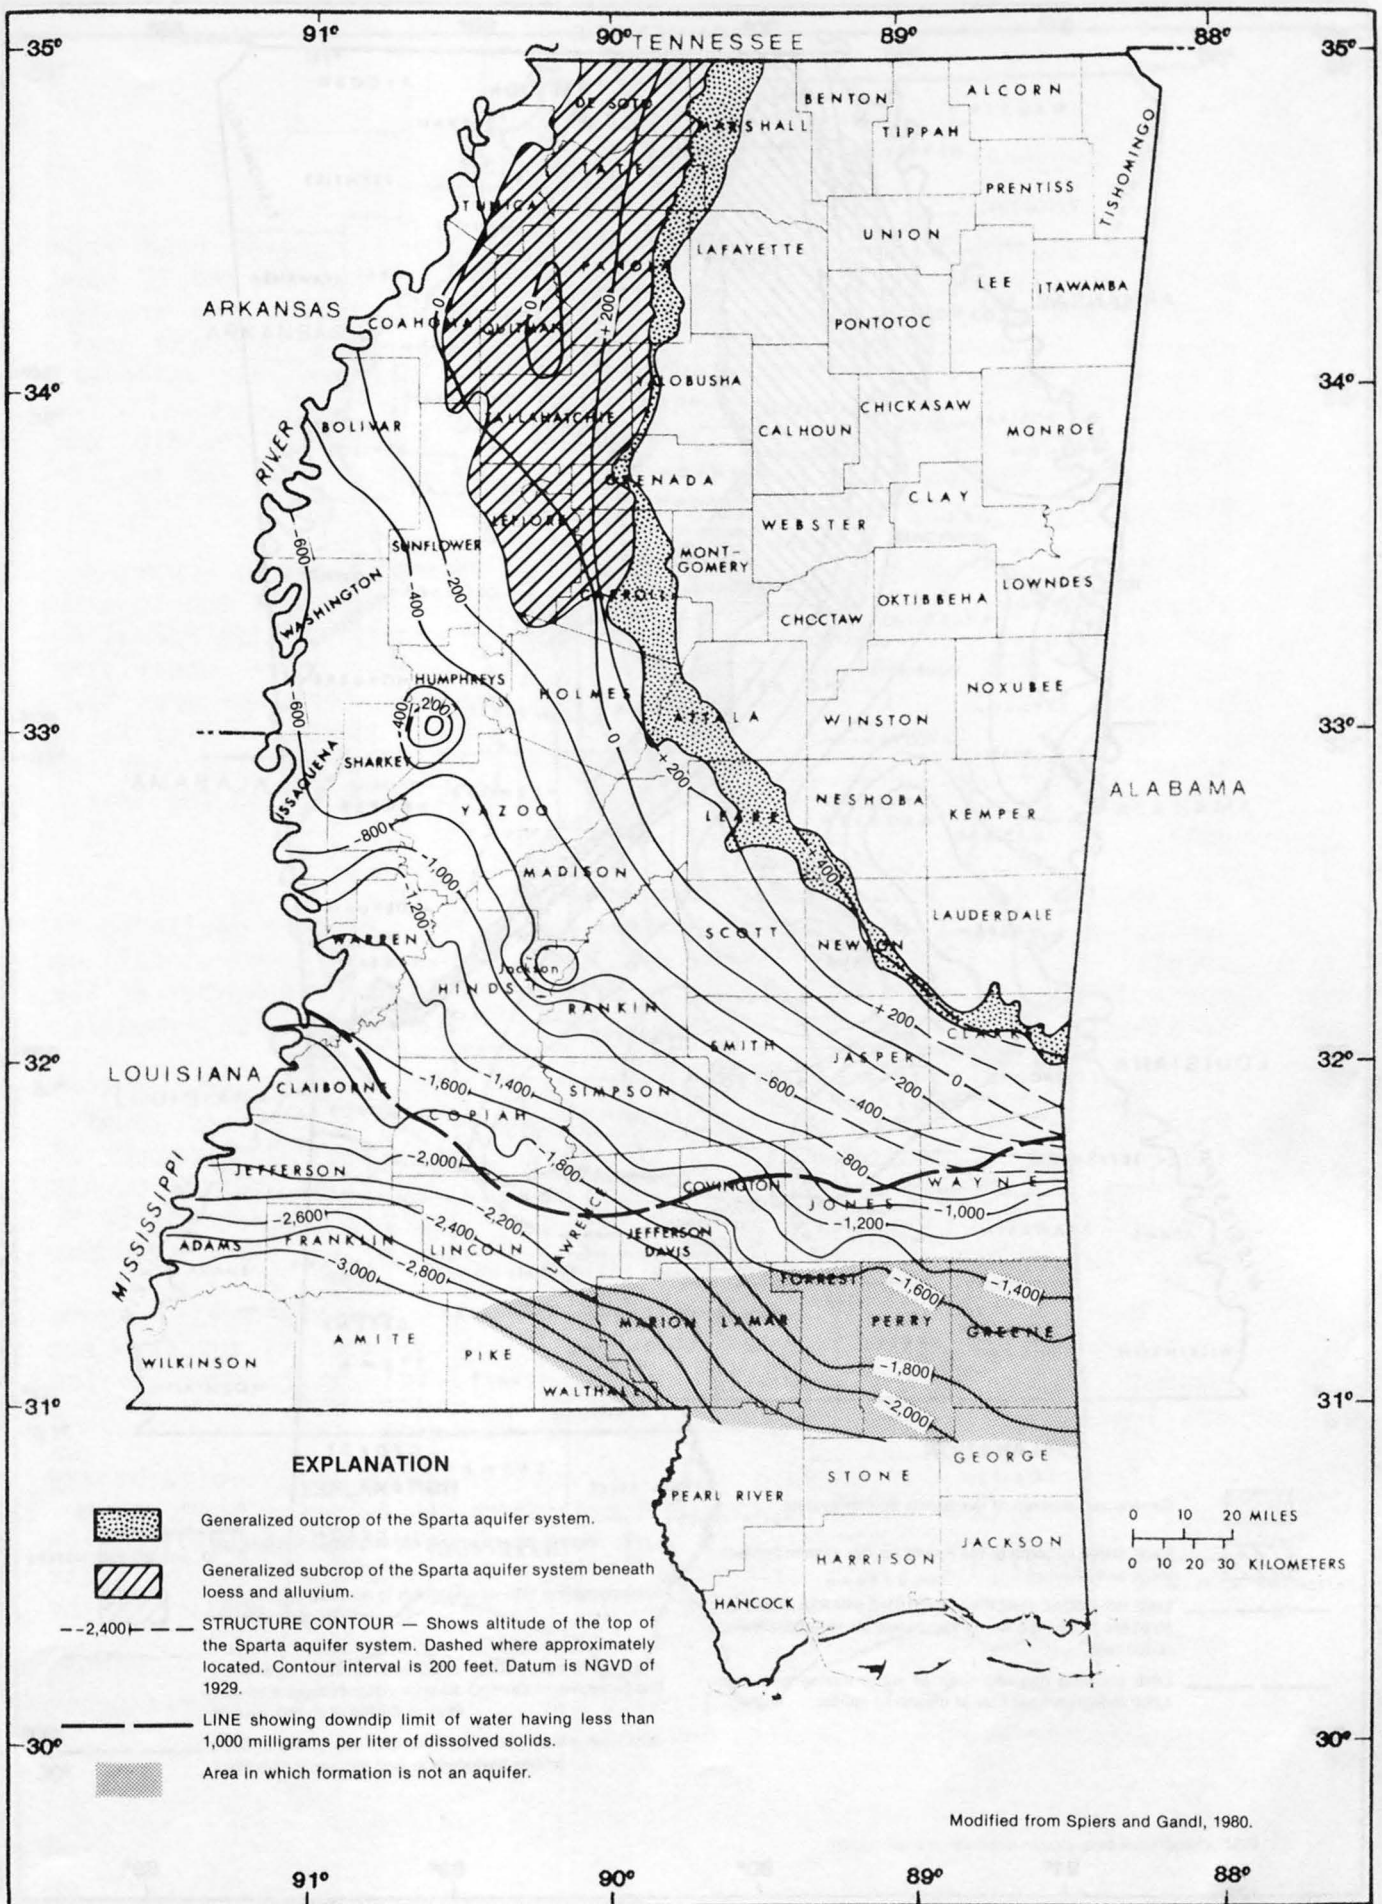 91° 90° 89° 88°
35° TENNESSEE 35°
DE SOTO BENTON ALCORN
MARSHALL TIPPAH
TISHOMINGO
TATE PRENTISS
TUNICA
UNION
LAFAYETTE
PANOLA LEE ITAWAMBA
ARKANSAS 0 0 +200
COAHOMA QUITMAN PONTOTOC
34° YALOBUSHA 34°
CHICKASAW
TALLAHATCHIE
BOLIVAR CALHOUN MONROE
RIVER
GRENADA
CLAY
LEFLORE WEBSTER
-600 SUNFLOWER MONT-
GOMERY
WASHINGTON -400 -200 LOWNDES
CARROLL OKTIBBEHA
CHOCTAW
HUMPHREYS
HOLMES NOXUBEE
-600 -400 -200
ATTALA WINSTON
33° 0 33°
SHARKEY +200
ISSAQUENA ALABAMA
NESHOBA
YAZOO LEAKE KEMPER
-800
-1,000 MADISON +400
-1,200
LAUDERDALE
WARREN SCOTT NEWTON
Jackson
HINDS
RANKIN +200
CLARKE
SMITH JASPER
32° 32°
LOUISIANA
CLAIBORNE -1,600 -1,400 SIMPSON -600 -400 -200 0
COPIAH
-2,000 -1,800 -800
JEFFERSON
COVINGTON WAYNE
MISSISSIPPI
JONES
-2,600 -2,400 -2,200 LAWRENCE -1,200 -1,000
ADAMS FRANKLIN LINCOLN JEFFERSON
DAVIS
-3,000 -2,800 FORREST -1,600 -1,400
MARION LAMAR PERRY GREENE
AMITE
WILKINSON PIKE -1,800
WALTHALL
31° -2,000 31°
EXPLANATION
GEORGE
STONE
PEARL RIVER
Generalized outcrop of the Sparta aquifer system.
0 10 20 MILES
JACKSON
HARRISON 0 10 20 30 KILOMETERS
Generalized subcrop of the Sparta aquifer system beneath
loess and alluvium.
HANCOCK
-2,400 STRUCTURE CONTOUR — Shows altitude of the top of
the Sparta aquifer system. Dashed where approximately
located. Contour interval is 200 feet. Datum is NGVD of
1929.
LINE showing downdip limit of water having less than
1,000 milligrams per liter of dissolved solids.
30° 30°
Area in which formation is not an aquifer.
Modified from Spiers and Gandl, 1980.
91° 90° 89° 88°